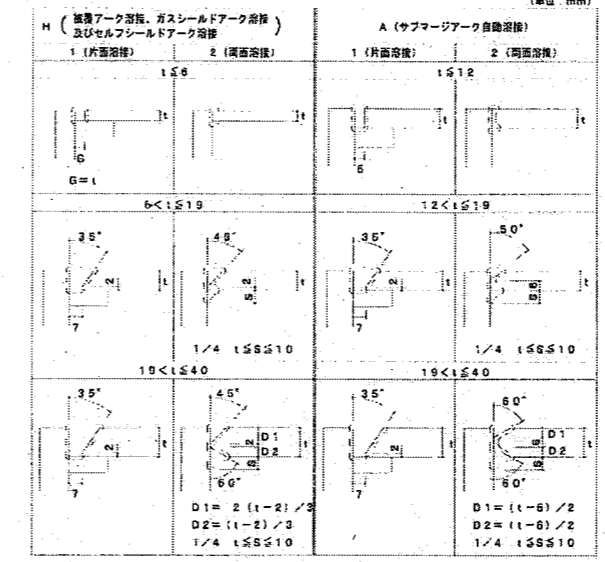 (単位：mm)
H ( 被覆アーク溶接、ガスシールドアーク溶接
及びセルフシールドアーク溶接 )
A (サブマージアーク自動溶接)
1 (片面溶接) 2 (両面溶接) 1 (片面溶接) 2 (両面溶接)
t≦6 t≦12
t t t t
G 6
G=t
6<t≦19 12<t≦19
35° 45° 35° 50°
2 t 2 t 2 t t
7 S 7 S
1/4 t≦S≦10 1/4 t≦S≦10
19<t≦40 19<t≦40
35° 45° 35° 60°
2 t 2 D1 t 2 t 6 D1 t
D2 D2
7 S 7 S
60° 60°
D1= 2 (t-2) /3 D1= (t-6) /2
D2= (t-2) /3 D2= (t-6) /2
1/4 t≦S≦10 1/4 t≦S≦10